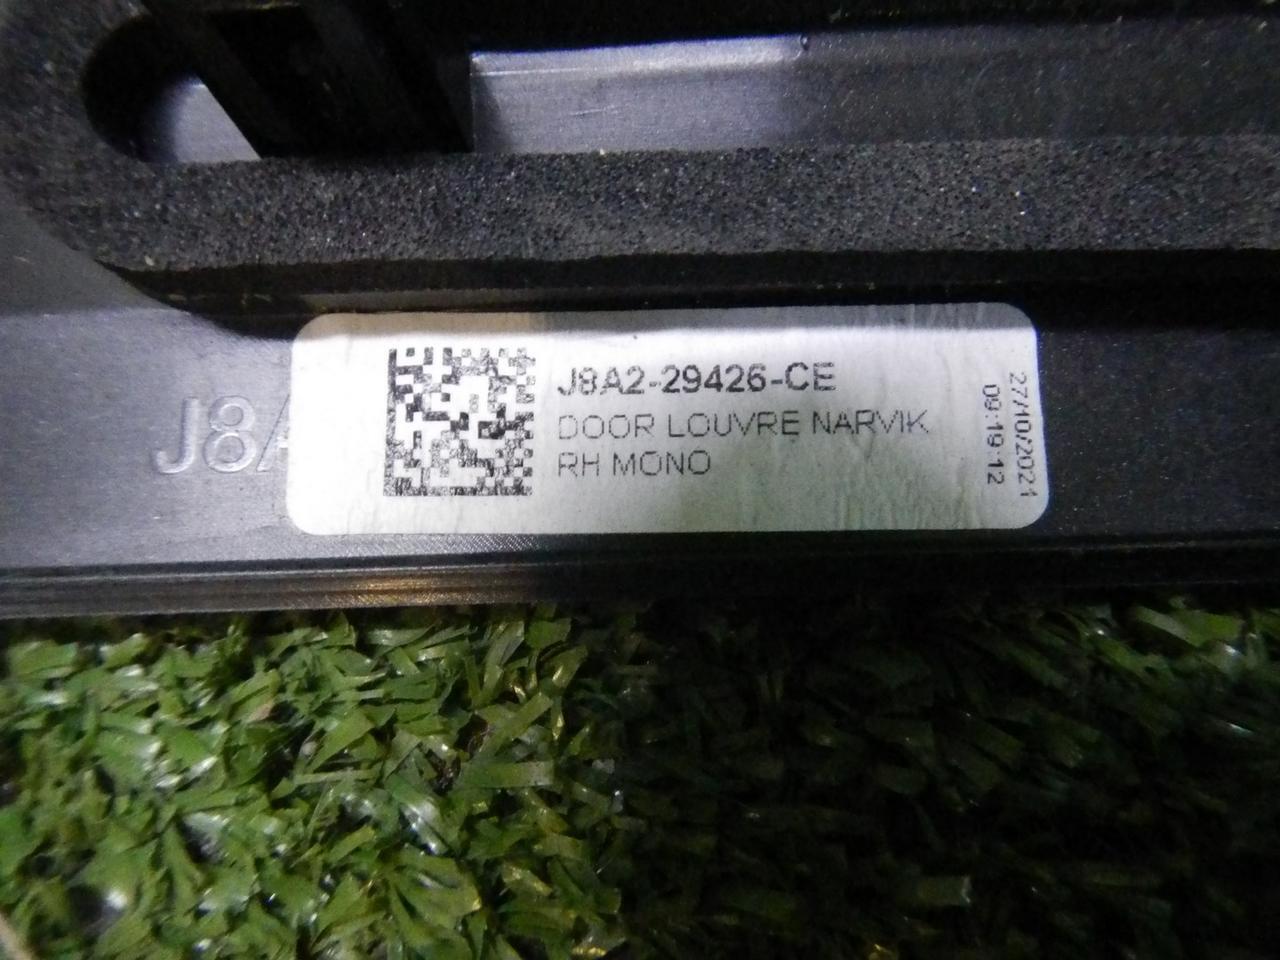 J8A
J8A2-29426-CE
DOOR LOUVRE NARVIK
RH MONO
27/10/2021
09:19:12